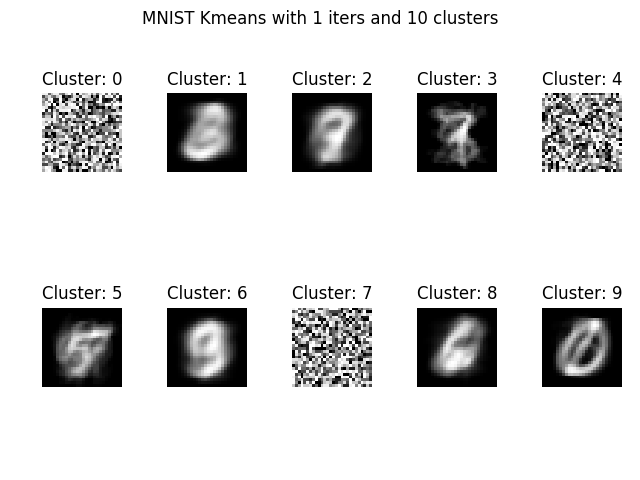 MNIST Kmeans with 1 iters and 10 clusters
Cluster: 0 Cluster: 1 Cluster: 2 Cluster: 3 Cluster: 4
Cluster: 5 Cluster: 6 Cluster: 7 Cluster: 8 Cluster: 9